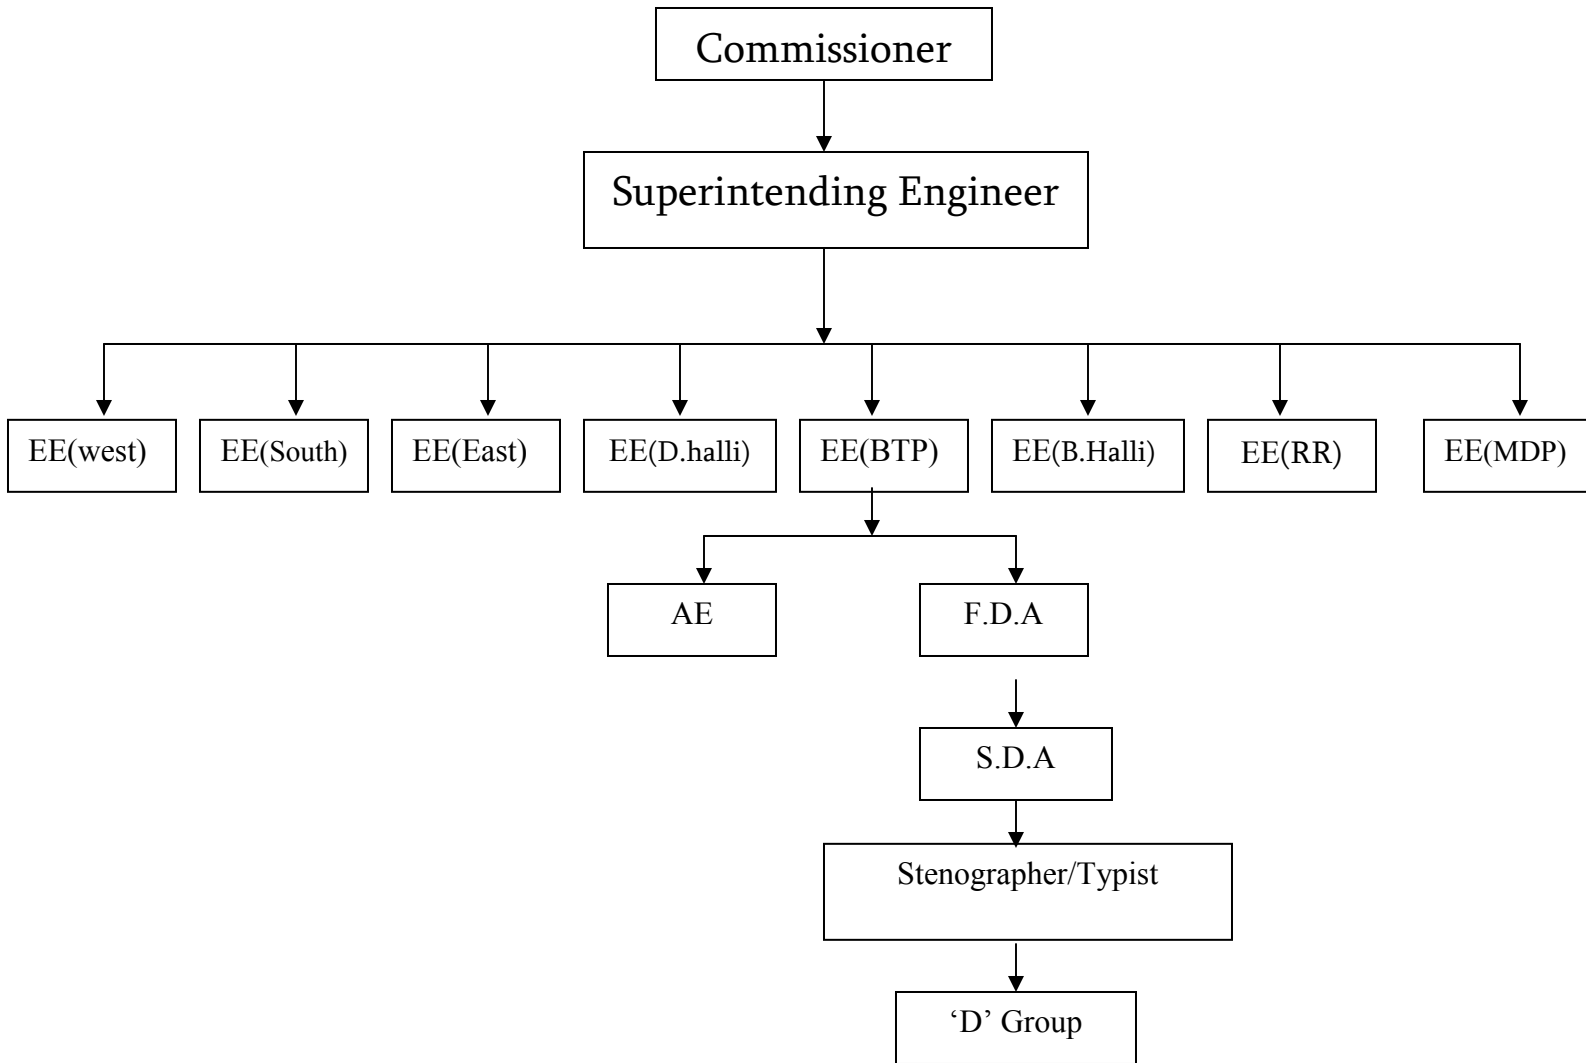 Commissioner
Superintending Engineer
EE(west)
EE(South)
EE(East)
EE(D.halli)
EE(BTP)
EE(B.Halli)
EE(RR)
EE(MDP)
AE
F.D.A
S.D.A
Stenographer/Typist
‘D’ Group